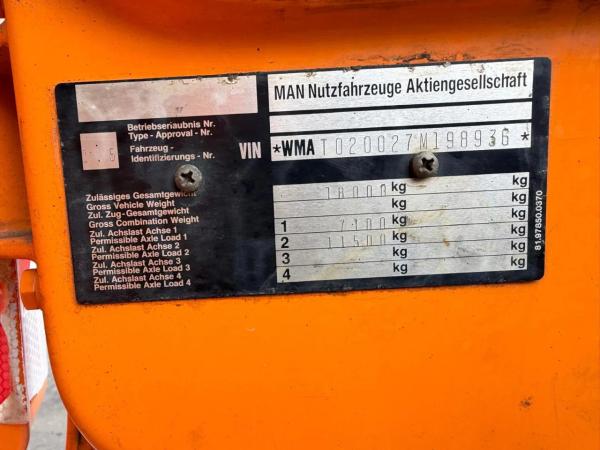 MAN Nutzfahrzeuge Aktiengesellschaft
Betriebserlaubnis Nr.
Type - Approval - Nr.
Fahrzeug -
Identifizierungs - Nr.
VIN
*WMAT020027M198936*
Zulässiges Gesamtgewicht
Gross Vehicle Weight
18000 kg kg
Zul. Zug-Gesamtgewicht
Gross Combination Weight
kg kg
Zul. Achslast Achse 1
Permissible Axle Load 1
1 7100 kg kg
Zul. Achslast Achse 2
Permissible Axle Load 2
2 11500 kg kg
Zul. Achslast Achse 3
Permissible Axle Load 3
3 kg kg
Zul. Achslast Achse 4
Permissible Axle Load 4
4 kg kg
81.97850.0370